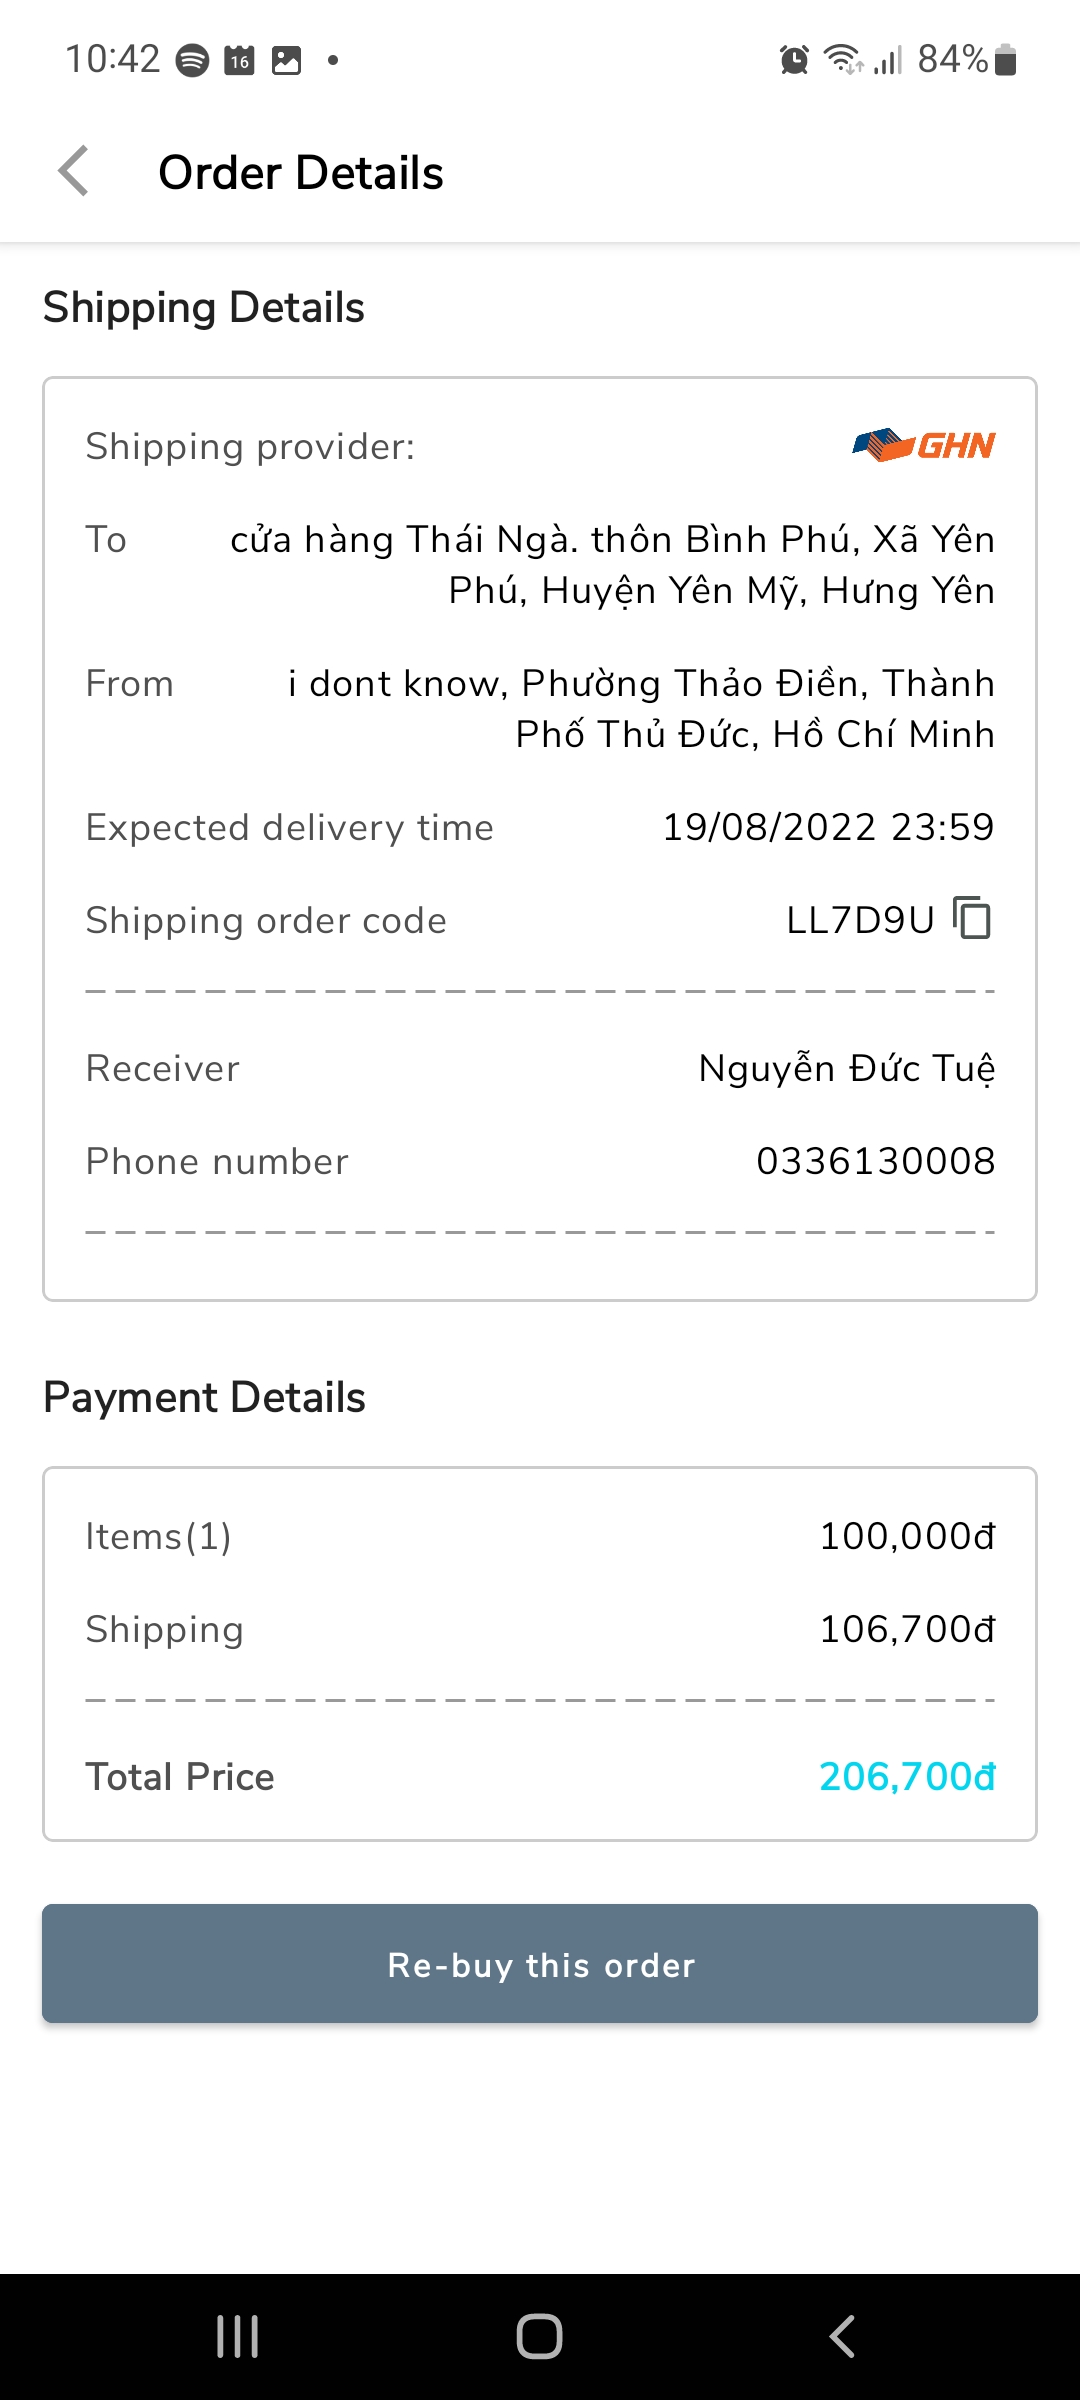 10:42
16
84%
Order Details
Shipping Details
Shipping provider:
GHN
To
cửa hàng Thái Ngà. thôn Bình Phú, Xã Yên
Phú, Huyện Yên Mỹ, Hưng Yên
From
i dont know, Phường Thảo Điền, Thành
Phố Thủ Đức, Hồ Chí Minh
Expected delivery time
19/08/2022 23:59
Shipping order code
LL7D9U
Receiver
Nguyễn Đức Tuệ
Phone number
0336130008
Payment Details
Items(1)
100,000đ
Shipping
106,700đ
Total Price
206,700đ
Re-buy this order